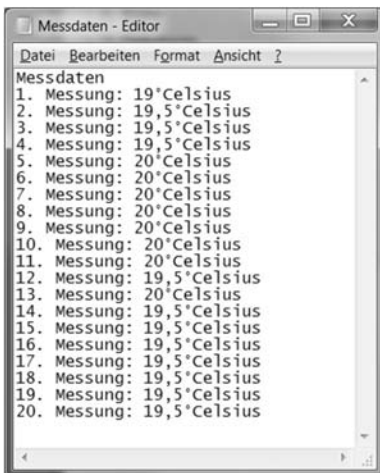 Messdaten - Editor
Datei Bearbeiten Format Ansicht ?
Messdaten
1. Messung: 19°Celsius
2. Messung: 19,5°Celsius
3. Messung: 19,5°Celsius
4. Messung: 19,5°Celsius
5. Messung: 20°Celsius
6. Messung: 20°Celsius
7. Messung: 20°Celsius
8. Messung: 20°Celsius
9. Messung: 20°Celsius
10. Messung: 20°Celsius
11. Messung: 20°Celsius
12. Messung: 19,5°Celsius
13. Messung: 20°Celsius
14. Messung: 19,5°Celsius
15. Messung: 19,5°Celsius
16. Messung: 19,5°Celsius
17. Messung: 19,5°Celsius
18. Messung: 19,5°Celsius
19. Messung: 19,5°Celsius
20. Messung: 19,5°Celsius